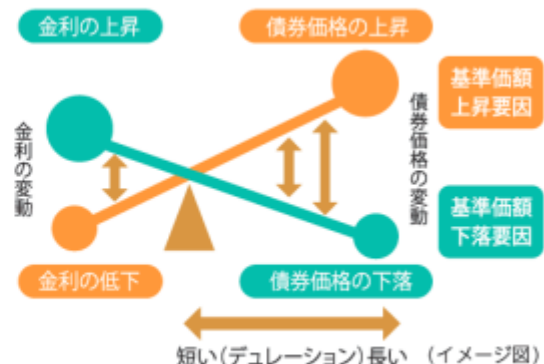 金利の上昇
債券価格の上昇
基準価額
上昇要因
金利の変動
債券価格の変動
基準価額
下落要因
金利の低下
債券価格の下落
短い(デュレーション)長い (イメージ図)